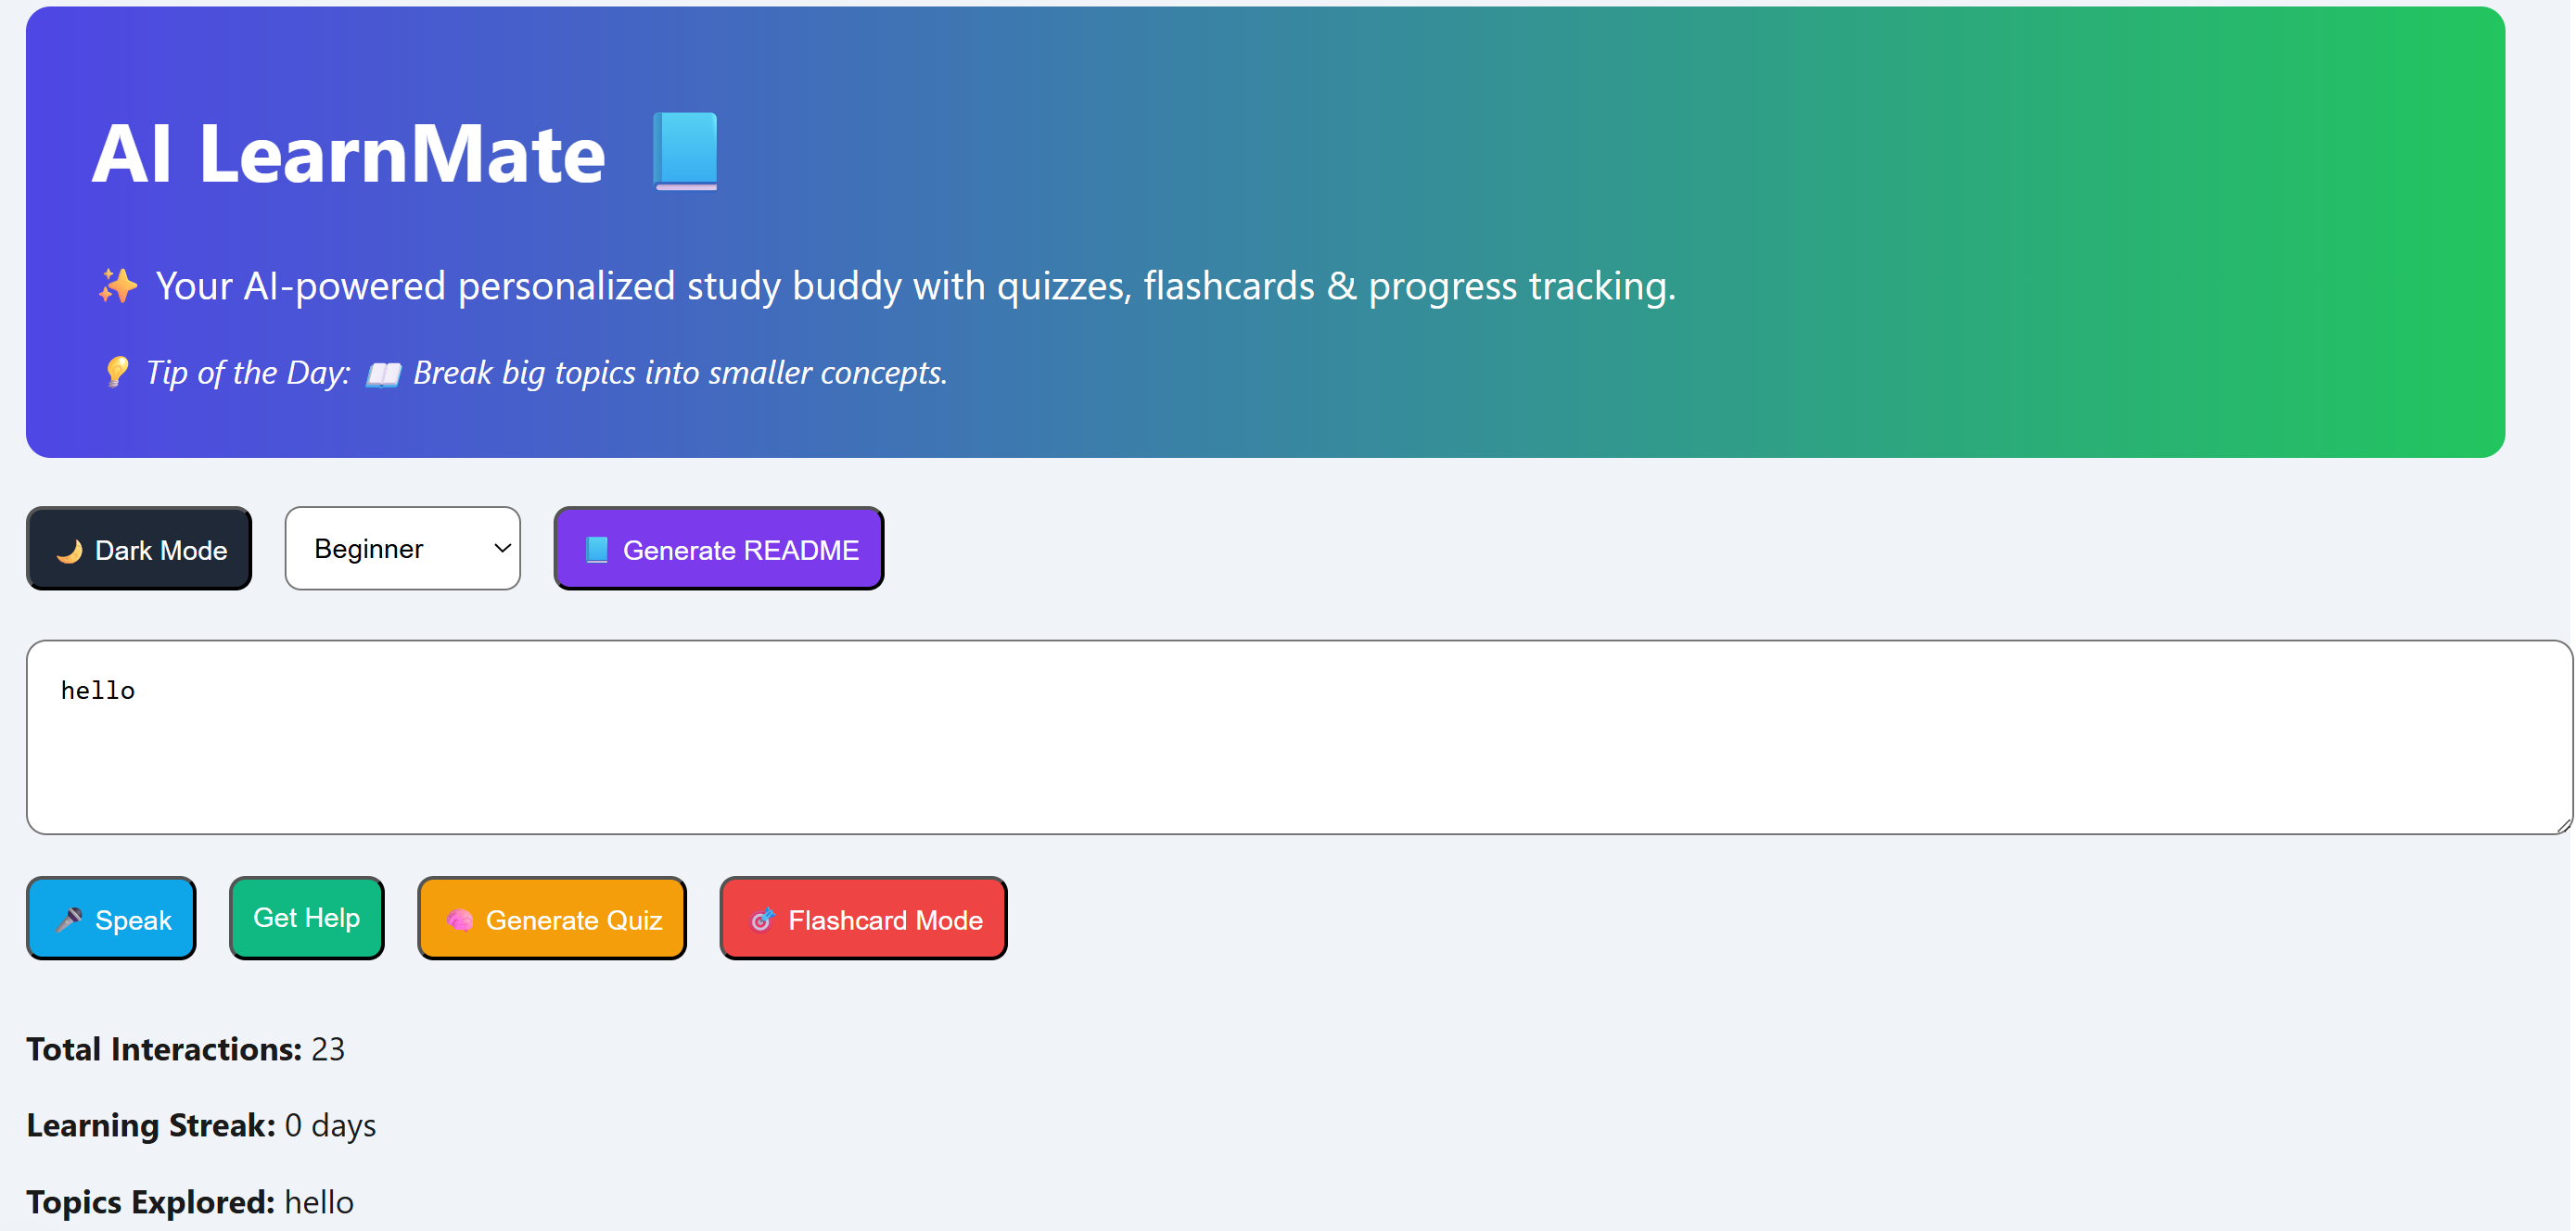 AI LearnMate 📘
✨ Your AI-powered personalized study buddy with quizzes, flashcards & progress tracking.
💡 Tip of the Day: 📖 Break big topics into smaller concepts.
🌙 Dark Mode Beginner 📘 Generate README
hello
🎤 Speak Get Help 🧠 Generate Quiz 🎯 Flashcard Mode
Total Interactions: 23
Learning Streak: 0 days
Topics Explored: hello